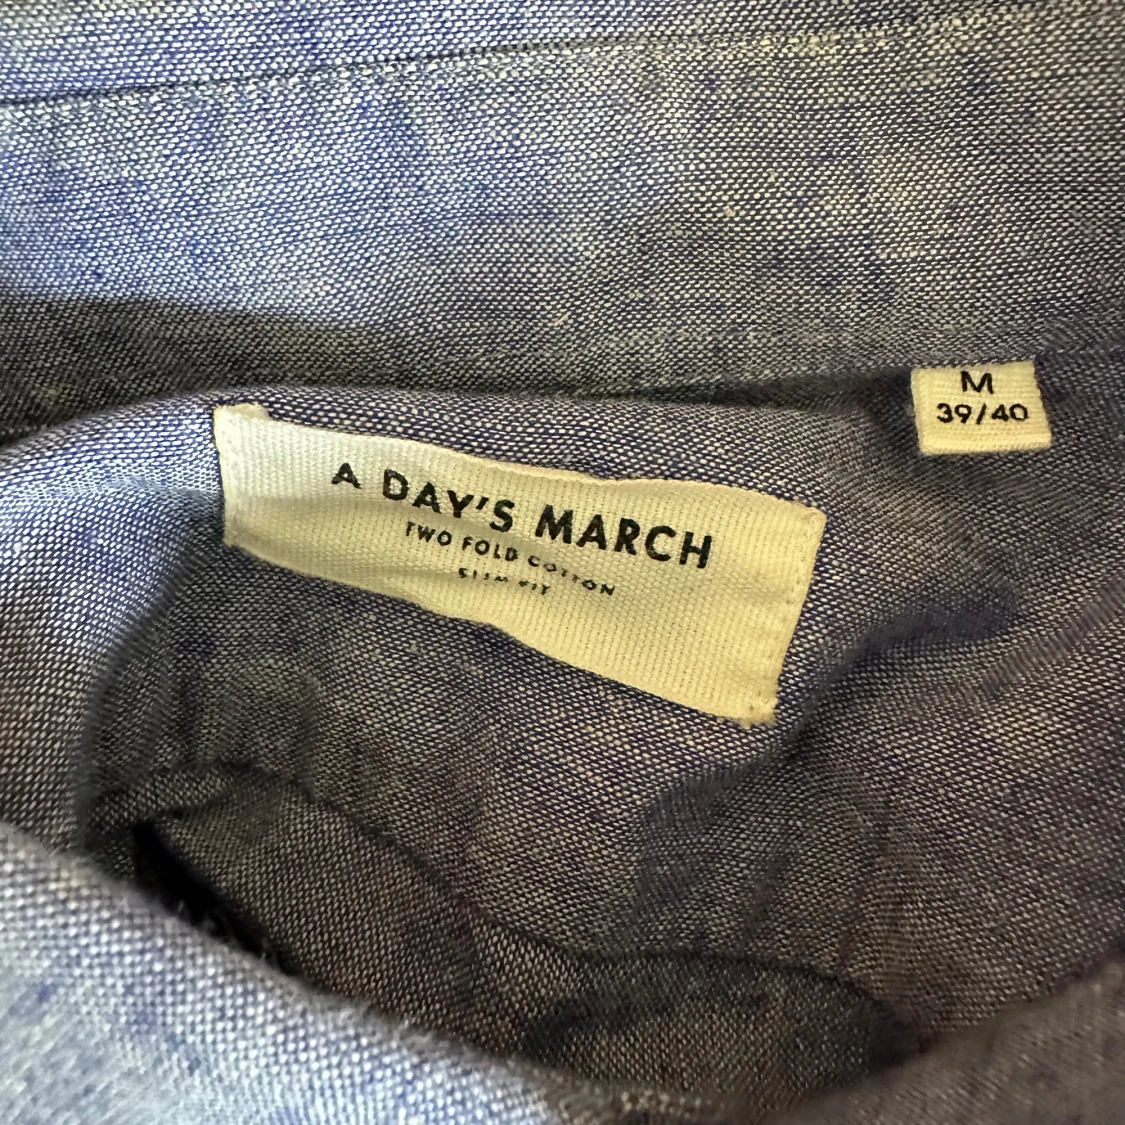 M
39/40
A DAY'S MARCH
TWO FOLD COTTON
SLIM FIT